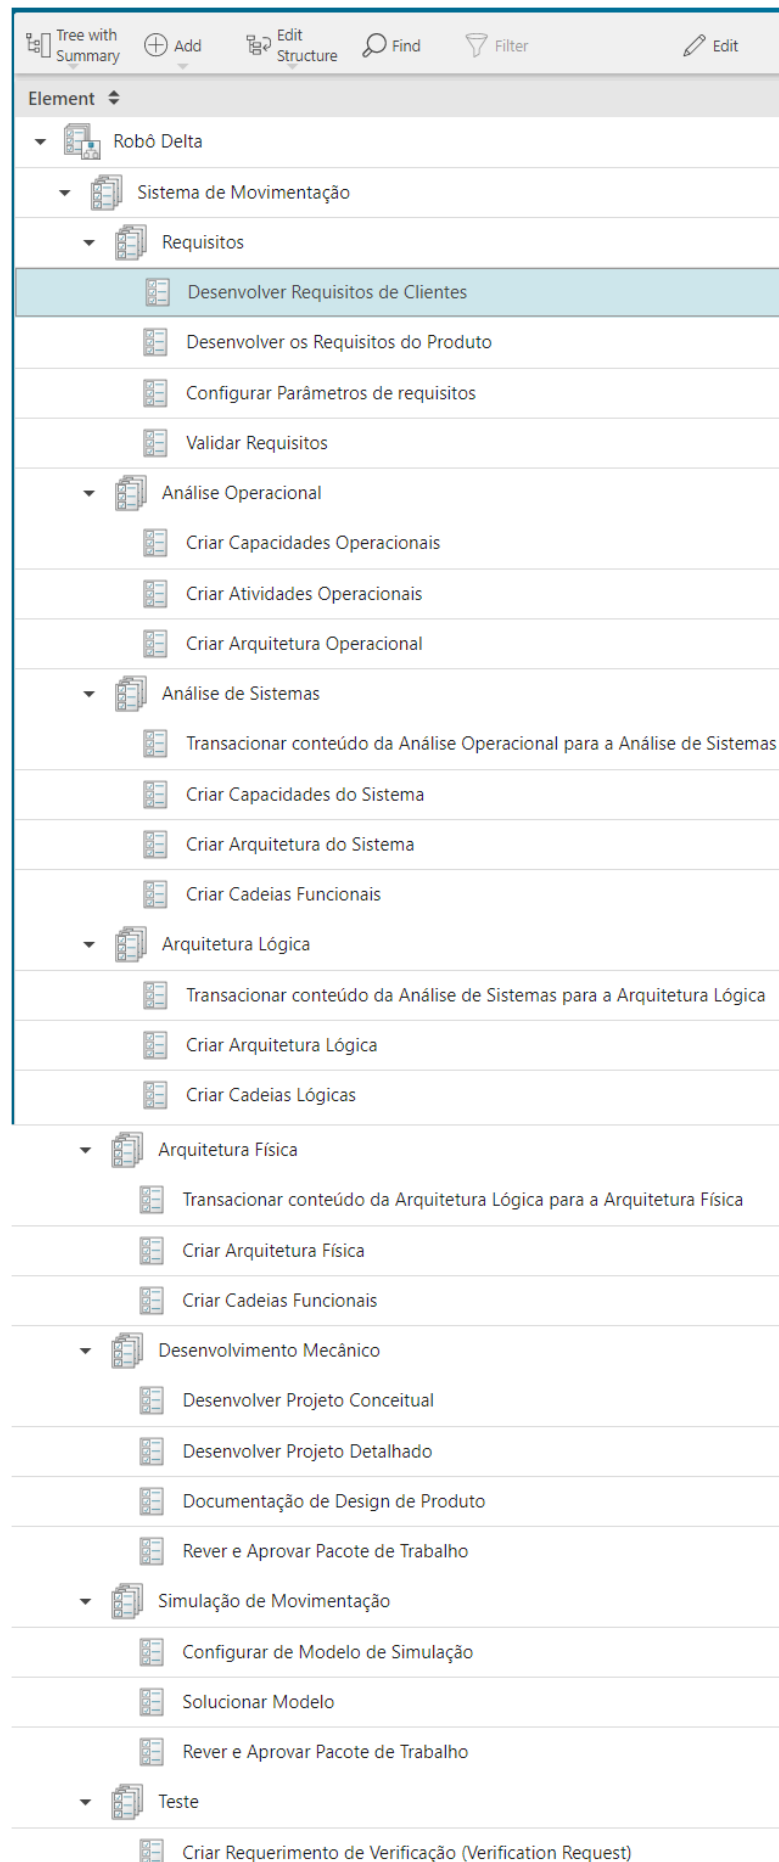 Tree with Summary
Add
Edit Structure
Find
Filter
Edit
Element
Robô Delta
Sistema de Movimentação
Requisitos
Desenvolver Requisitos de Clientes
Desenvolver os Requisitos do Produto
Configurar Parâmetros de requisitos
Validar Requisitos
Análise Operacional
Criar Capacidades Operacionais
Criar Atividades Operacionais
Criar Arquitetura Operacional
Análise de Sistemas
Transacionar conteúdo da Análise Operacional para a Análise de Sistemas
Criar Capacidades do Sistema
Criar Arquitetura do Sistema
Criar Cadeias Funcionais
Arquitetura Lógica
Transacionar conteúdo da Análise de Sistemas para a Arquitetura Lógica
Criar Arquitetura Lógica
Criar Cadeias Lógicas
Arquitetura Física
Transacionar conteúdo da Arquitetura Lógica para a Arquitetura Física
Criar Arquitetura Física
Criar Cadeias Funcionais
Desenvolvimento Mecânico
Desenvolver Projeto Conceitual
Desenvolver Projeto Detalhado
Documentação de Design de Produto
Rever e Aprovar Pacote de Trabalho
Simulação de Movimentação
Configurar de Modelo de Simulação
Solucionar Modelo
Rever e Aprovar Pacote de Trabalho
Teste
Criar Requerimento de Verificação (Verification Request)